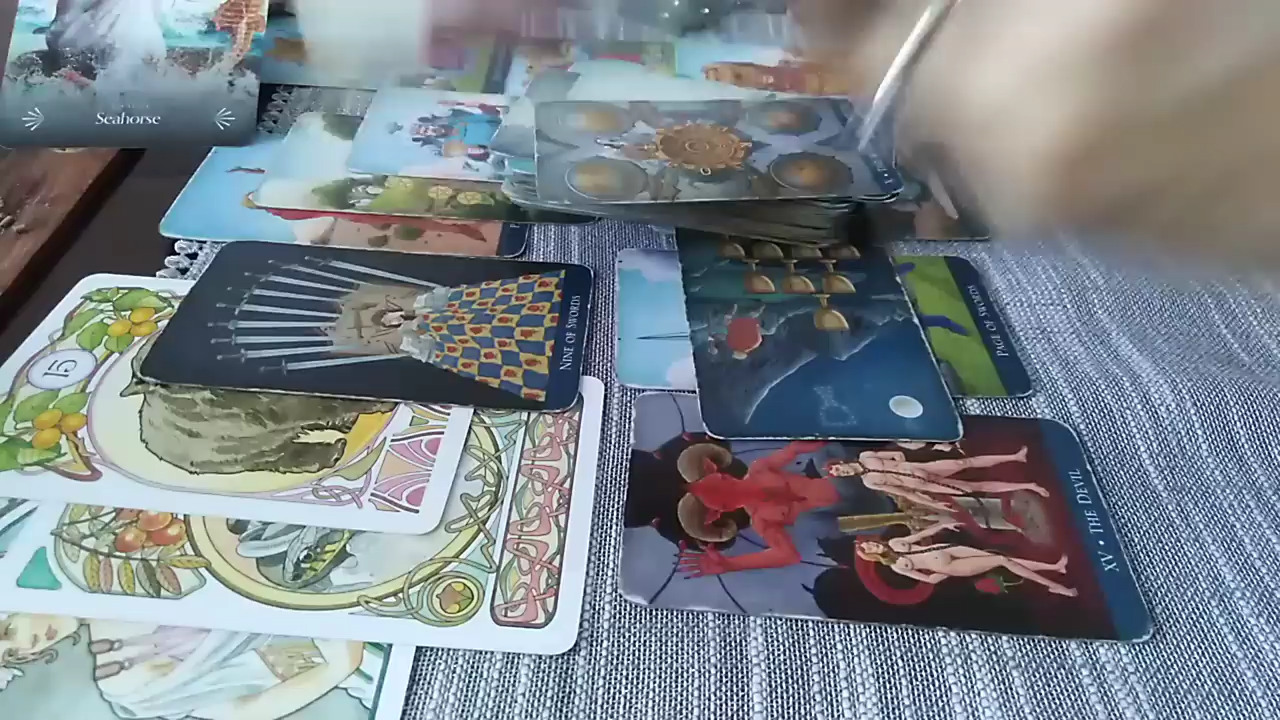 Seahorse
NINE OF SWORDS
PAGE OF SWORDS
XV • THE DEVIL